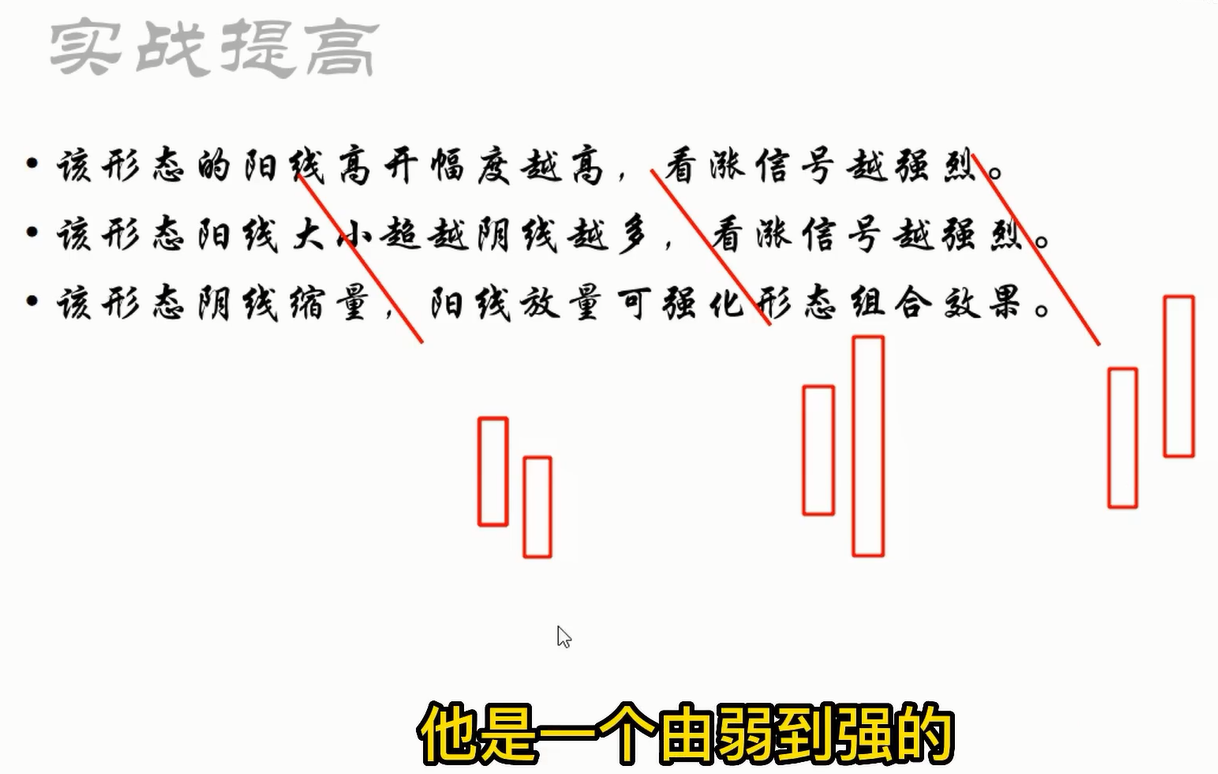 实战提高
• 该形态的阳线高开幅度越高，看涨信号越强烈。
• 该形态阳线大小超越阴线越多，看涨信号越强烈。
• 该形态阴线缩量，阳线放量可强化形态组合效果。
他是一个由弱到强的